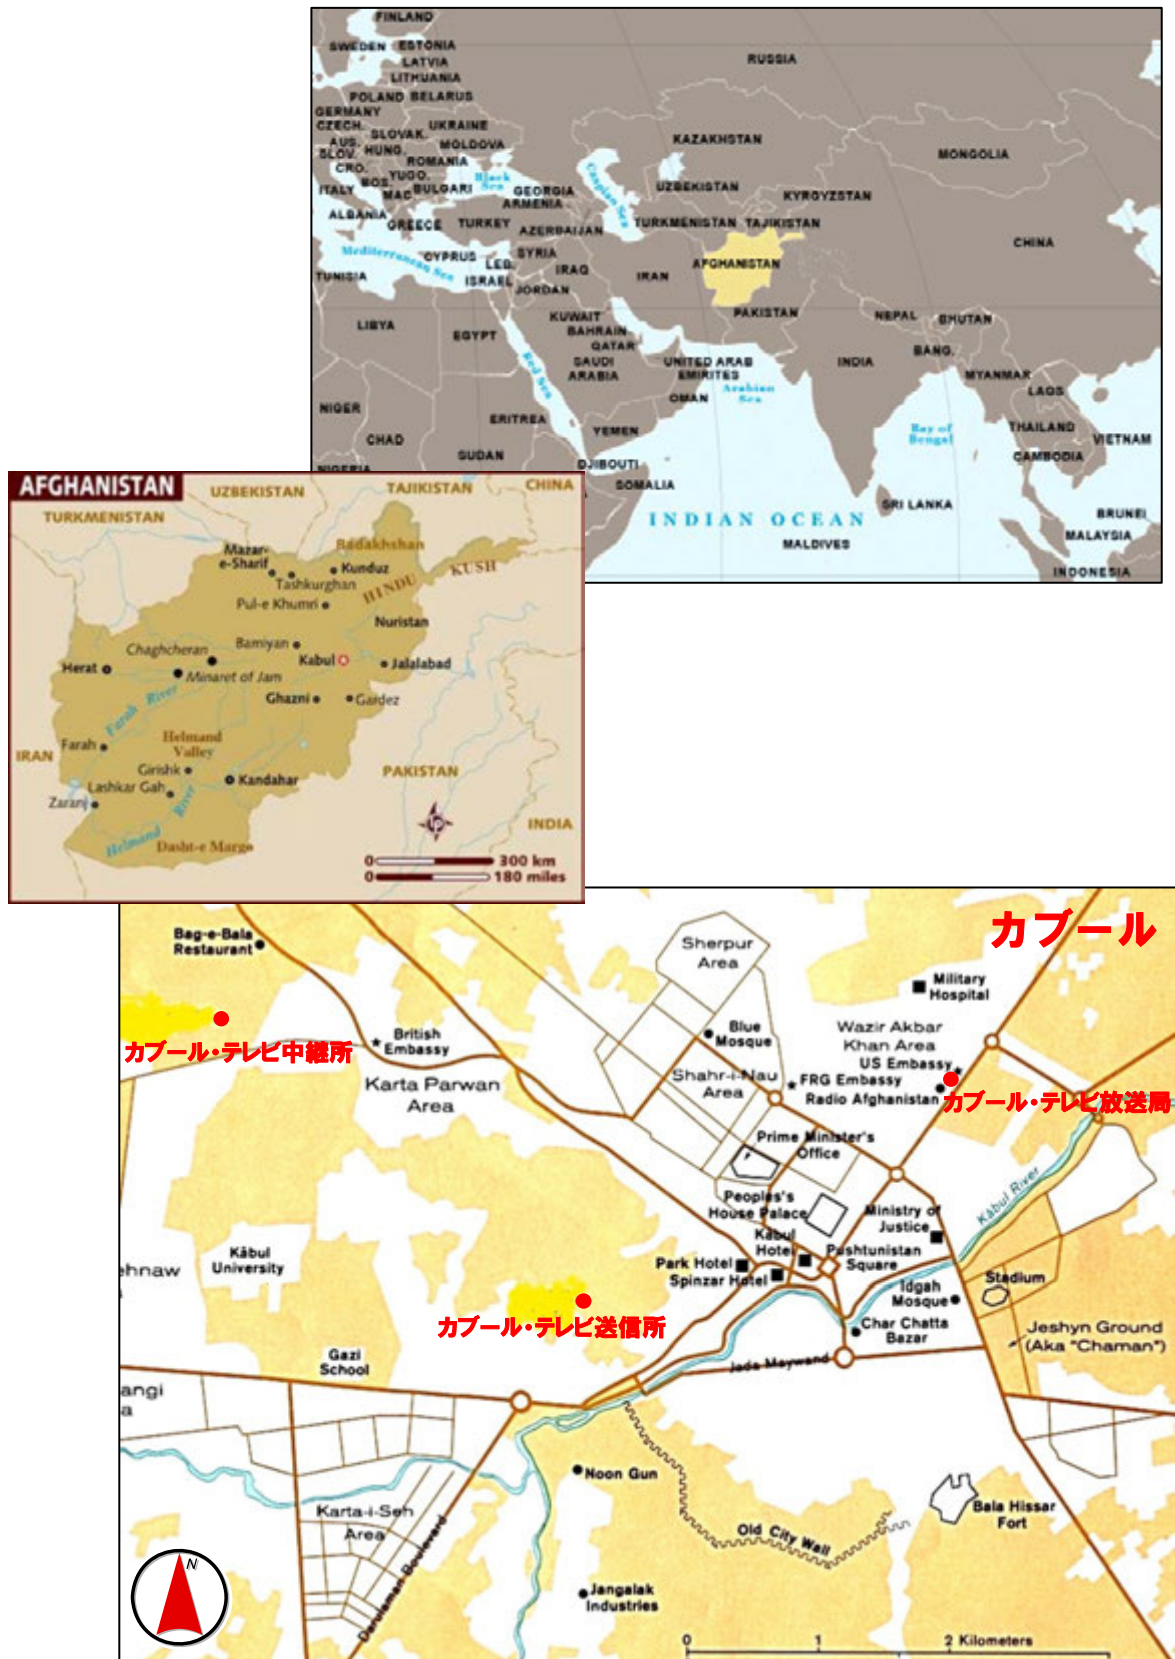 FINLAND
SWEDEN
ESTONIA
LATVIA
LITHUANIA
RUSSIA
POLAND
BELARUS
GERMANY
CZECH.
SLOVAK.
UKRAINE
AUS.
SLOV.
HUNG.
MOLDOVA
CRO.
ROMANIA
BOS.
YUGO.
ITALY
MAC
BULGARI
Black
Sea
GEORGIA
ARMENIA
Caspian Sea
KAZAKHSTAN
MONGOLIA
UZBEKISTAN
KYRGYZSTAN
ALBANIA
GREECE
TURKEY
AZERBAIJAN
TURKMENISTAN
TAJIKISTAN
CHINA
Mediterranean Sea
CYPRUS
LEB.
SYRIA
AFGHANISTAN
TUNISIA
ISRAEL
IRAQ
IRAN
JORDAN
LIBYA
EGYPT
KUWAIT
BAHRAIN
QATAR
PAKISTAN
NEPAL
BHUTAN
BANG.
Red Sea
SAUDI
ARABIA
UNITED ARAB
EMIRITES
Arabian
Sea
INDIA
MYANMAR
LAOS
OMAN
NIGER
CHAD
ERITREA
YEMEN
Bay of
Bengal
THAILAND
VIETNAM
CAMBODIA
SUDAN
NIGERIA
DJIBOUTI
SOMALIA
SRI LANKA
INDIAN OCEAN
MALDIVES
BRUNEI
MALAYSIA
INDONESIA
AFGHANISTAN
UZBEKISTAN
TAJIKISTAN
CHINA
TURKMENISTAN
Mazar-
e-Sharif
Badakhshan
Kunduz
Tashkurghan
HINDU KUSH
Pul-e Khumri
Nuristan
Chaghcheran
Bamiyan
Kabul
Jalalabad
Herat
Minaret of Jam
Ghazni
Gardez
Farah River
Farah
Helmand
Valley
IRAN
Girishk
Kandahar
PAKISTAN
Lashkar Gah
Zaranj
Helmand River
Dasht-e Margo
INDIA
0 300 km
0 180 miles
カブール
Bag-e-Bala
Restaurant
Sherpur
Area
Military
Hospital
カブール・テレビ中継所
British
Embassy
Blue
Mosque
Wazir Akbar
Khan Area
US Embassy
Karta Parwan
Area
Shahr-i-Nau
Area
FRG Embassy
Radio Afghanistan
カブール・テレビ放送局
Prime Minister's
Office
Kâbul River
Peoples's
House Palace
Ministry of
Justice
Kabul
Hotel
Pushtunistan
Square
Kâbul
University
ehnaw
Park Hotel
Spinzar Hotel
Idgah
Mosque
Stadium
カブール・テレビ送信所
Char Chatta
Bazar
Jeshyn Ground
(Aka "Chaman")
Gazi
School
Jada Maywand
angi
a
Noon Gun
Karta-i-Seh
Area
Old City Wall
Bala Hissar
Fort
Darulaman Boulevard
N
Jangalak
Industries
0 1 2 Kilometers